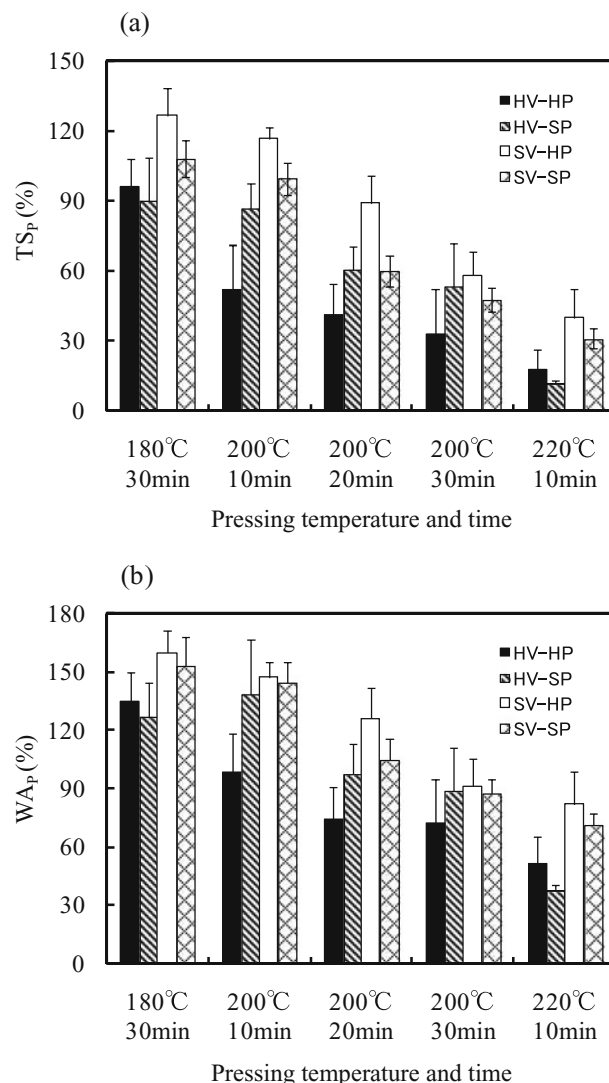 (a)
150
120
90
60
30
0
TSP (%)
HV-HP
HV-SP
SV-HP
SV-SP
180℃ 200℃ 200℃ 200℃ 220℃
30min 10min 20min 30min 10min
Pressing temperature and time
(b)
180
150
120
90
60
30
0
WAP (%)
HV-HP
HV-SP
SV-HP
SV-SP
180℃ 200℃ 200℃ 200℃ 220℃
30min 10min 20min 30min 10min
Pressing temperature and time